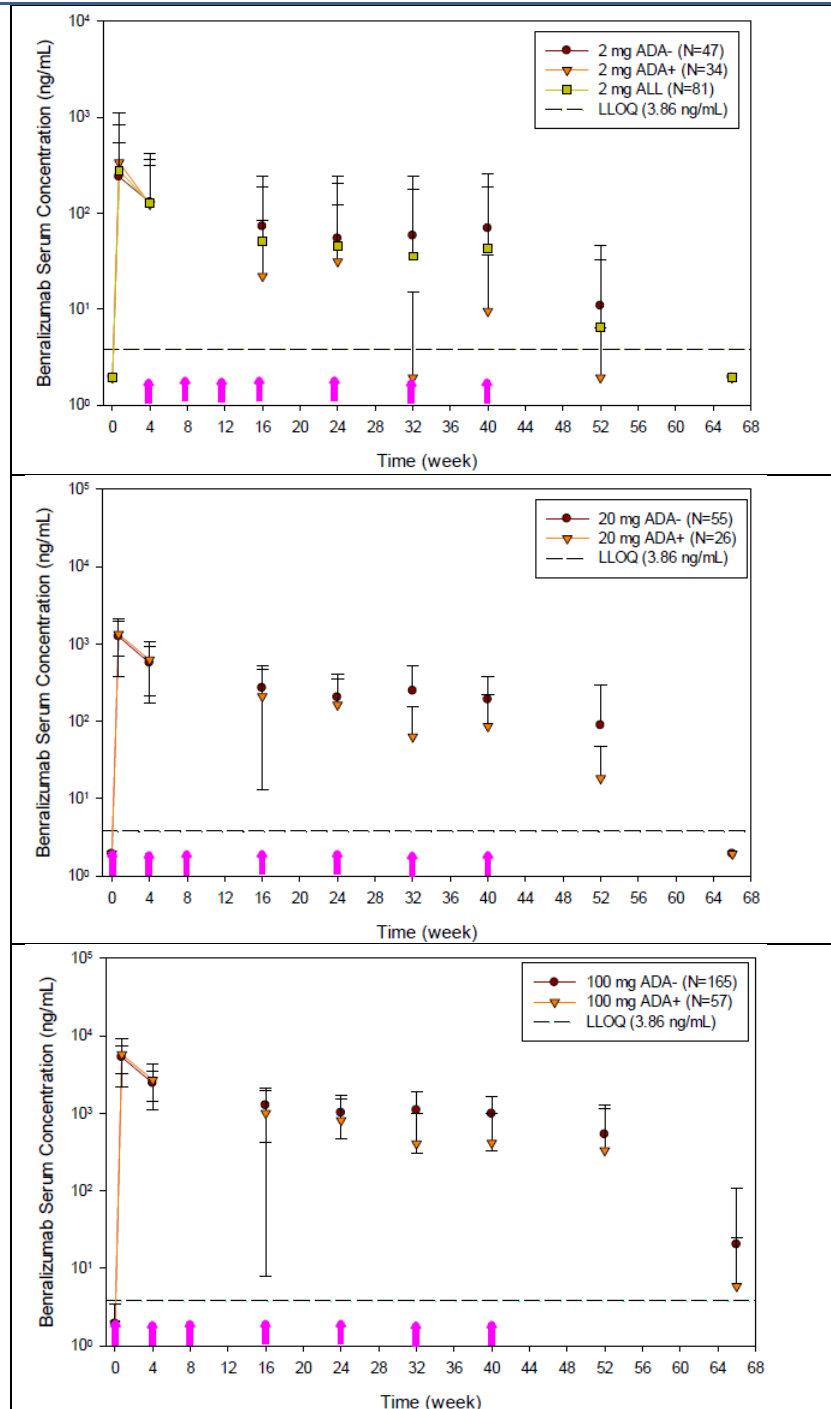 10⁴
2 mg ADA- (N=47)
2 mg ADA+ (N=34)
2 mg ALL (N=81)
LLOQ (3.86 ng/mL)
10³
10²
10¹
10⁰
Benralizumab Serum Concentration (ng/mL)
0 4 8 12 16 20 24 28 32 36 40 44 48 52 56 60 64 68
Time (week)
10⁵
20 mg ADA- (N=55)
20 mg ADA+ (N=26)
LLOQ (3.86 ng/mL)
10⁴
10³
10²
10¹
10⁰
Benralizumab Serum Concentration (ng/mL)
0 4 8 12 16 20 24 28 32 36 40 44 48 52 56 60 64 68
Time (week)
10⁵
100 mg ADA- (N=165)
100 mg ADA+ (N=57)
LLOQ (3.86 ng/mL)
10⁴
10³
10²
10¹
10⁰
Benralizumab Serum Concentration (ng/mL)
0 4 8 12 16 20 24 28 32 36 40 44 48 52 56 60 64 68
Time (week)